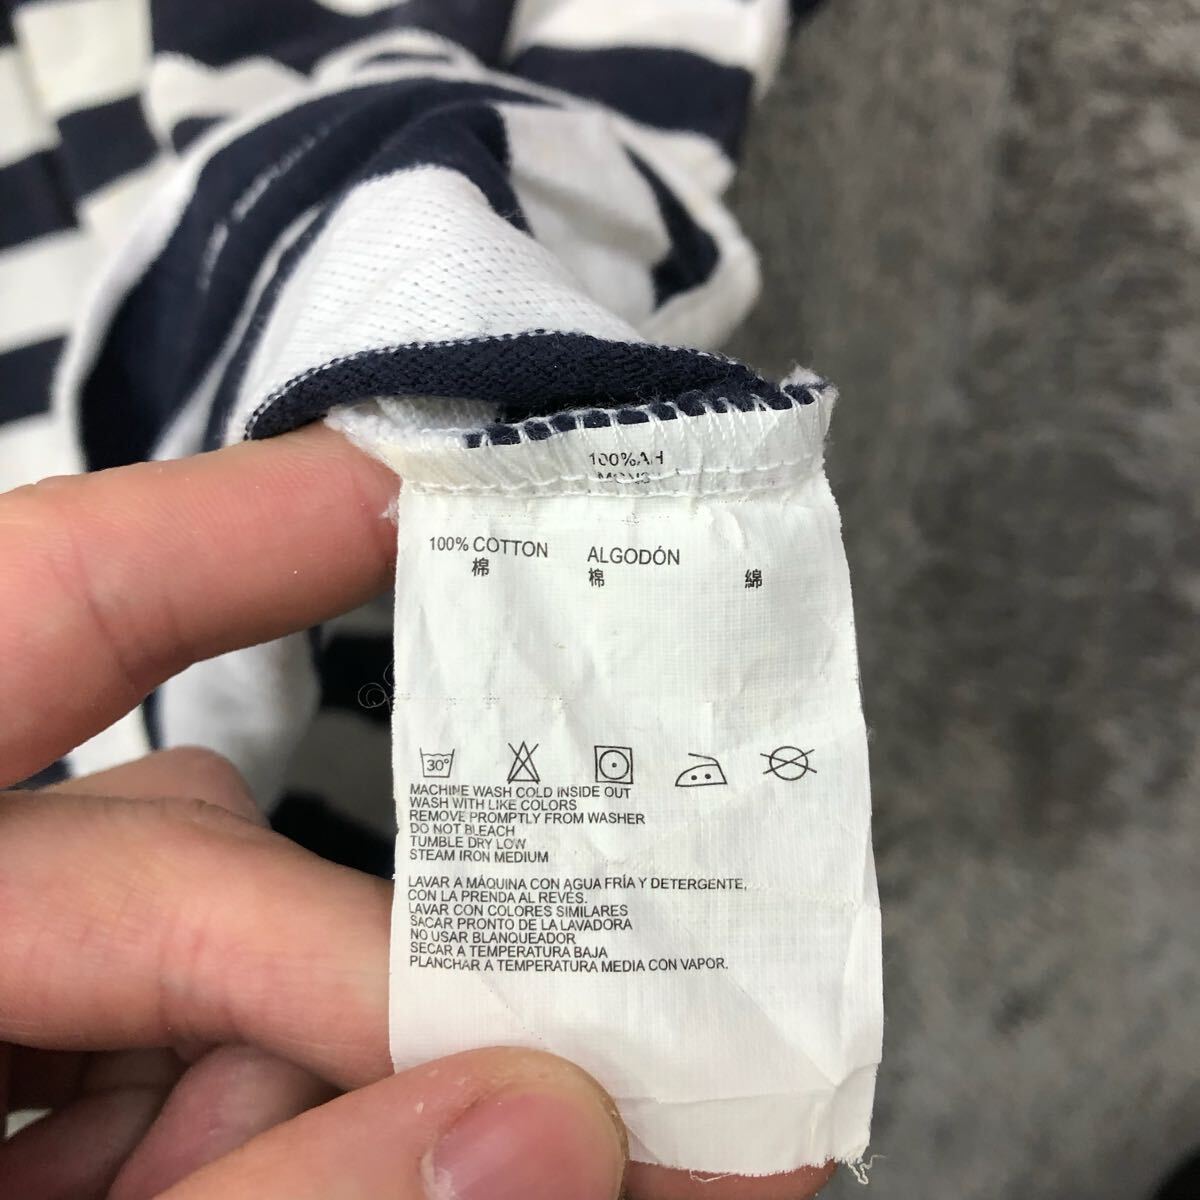 100% COTTON ALGODÓN
棉 棉 綿
30°
MACHINE WASH COLD INSIDE OUT
WASH WITH LIKE COLORS
REMOVE PROMPTLY FROM WASHER
DO NOT BLEACH
TUMBLE DRY LOW
STEAM IRON MEDIUM
LAVAR A MÁQUINA CON AGUA FRÍA Y DETERGENTE,
CON LA PRENDA AL REVÉS.
LAVAR CON COLORES SIMILARES
SACAR PRONTO DE LA LAVADORA
NO USAR BLANQUEADOR
SECAR A TEMPERATURA BAJA
PLANCHAR A TEMPERATURA MEDIA CON VAPOR.